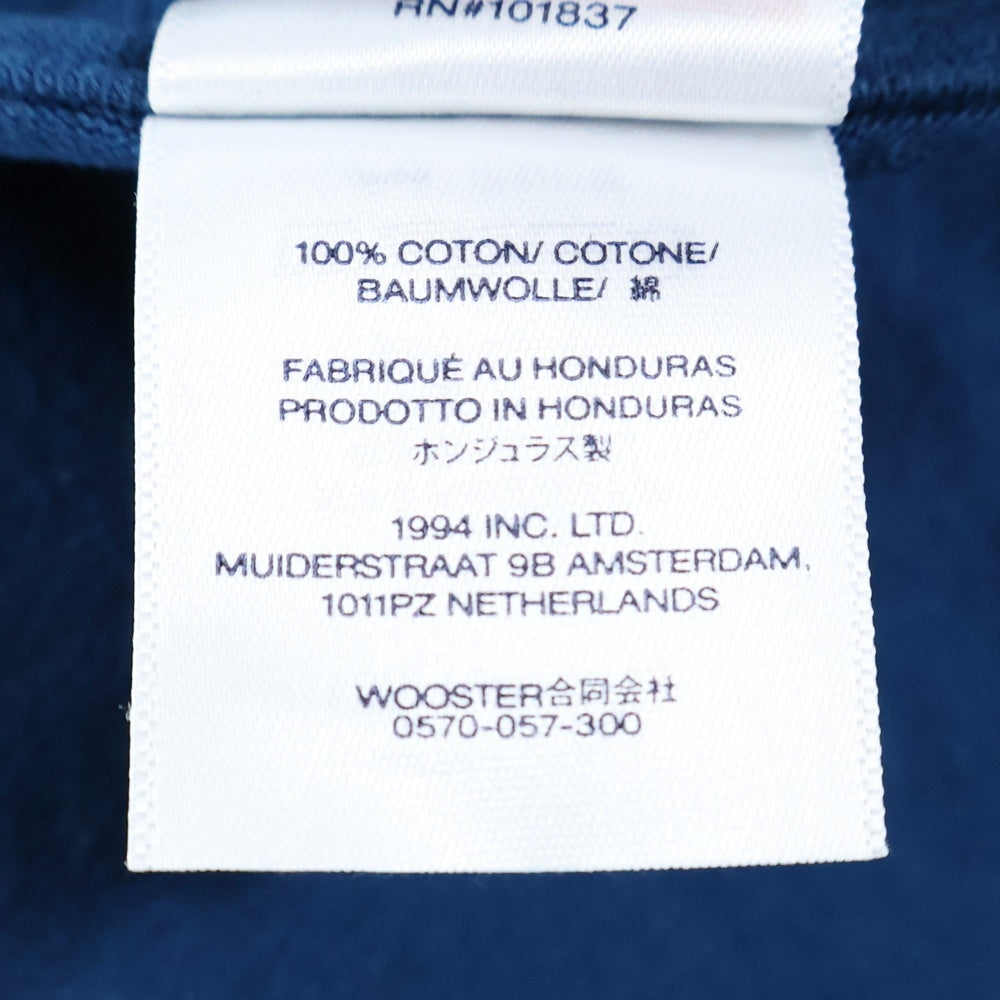 RN#101837
100% COTON/ COTONE/
BAUMWOLLE/ 綿
FABRIQUÉ AU HONDURAS
PRODOTTO IN HONDURAS
ホンジュラス製
1994 INC. LTD.
MUIDERSTRAAT 9B AMSTERDAM,
1011PZ NETHERLANDS
WOOSTER合同会社
0570-057-300